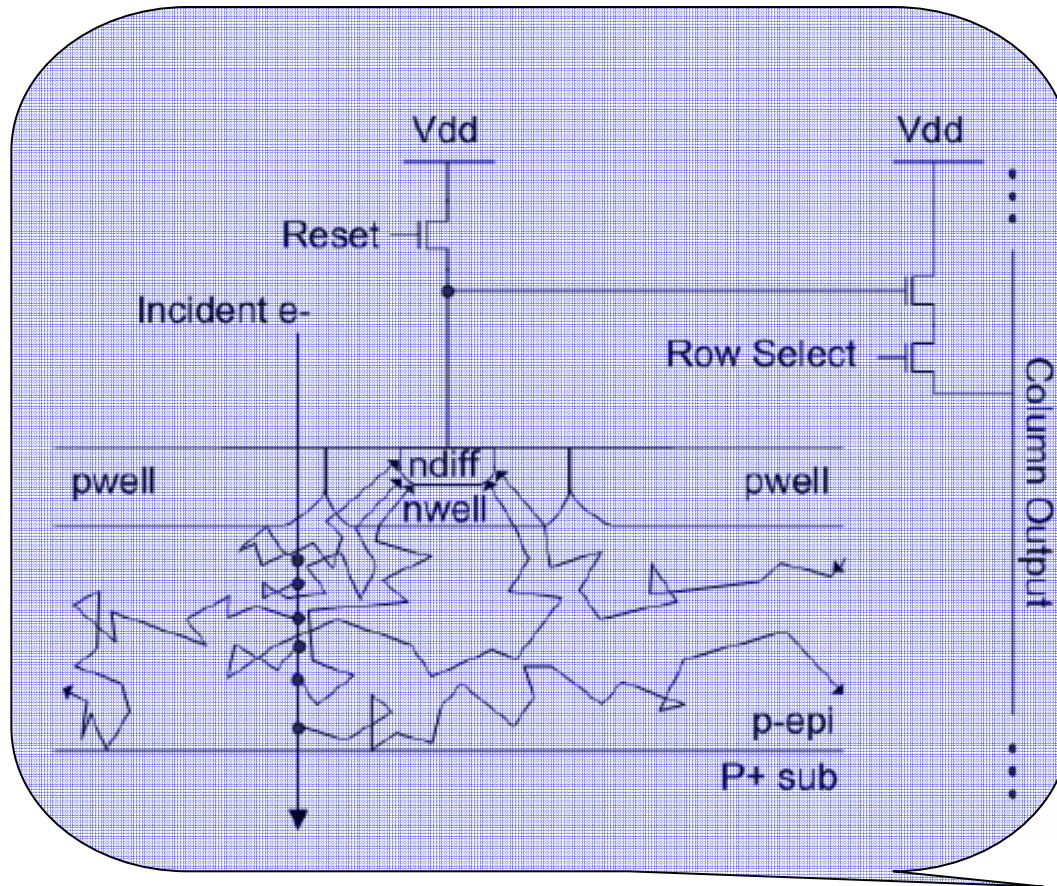 Vdd
Vdd
Reset
Incident e-
Row Select
Column Output
ndiff
pwell
pwell
nwell
p-epi
P+ sub